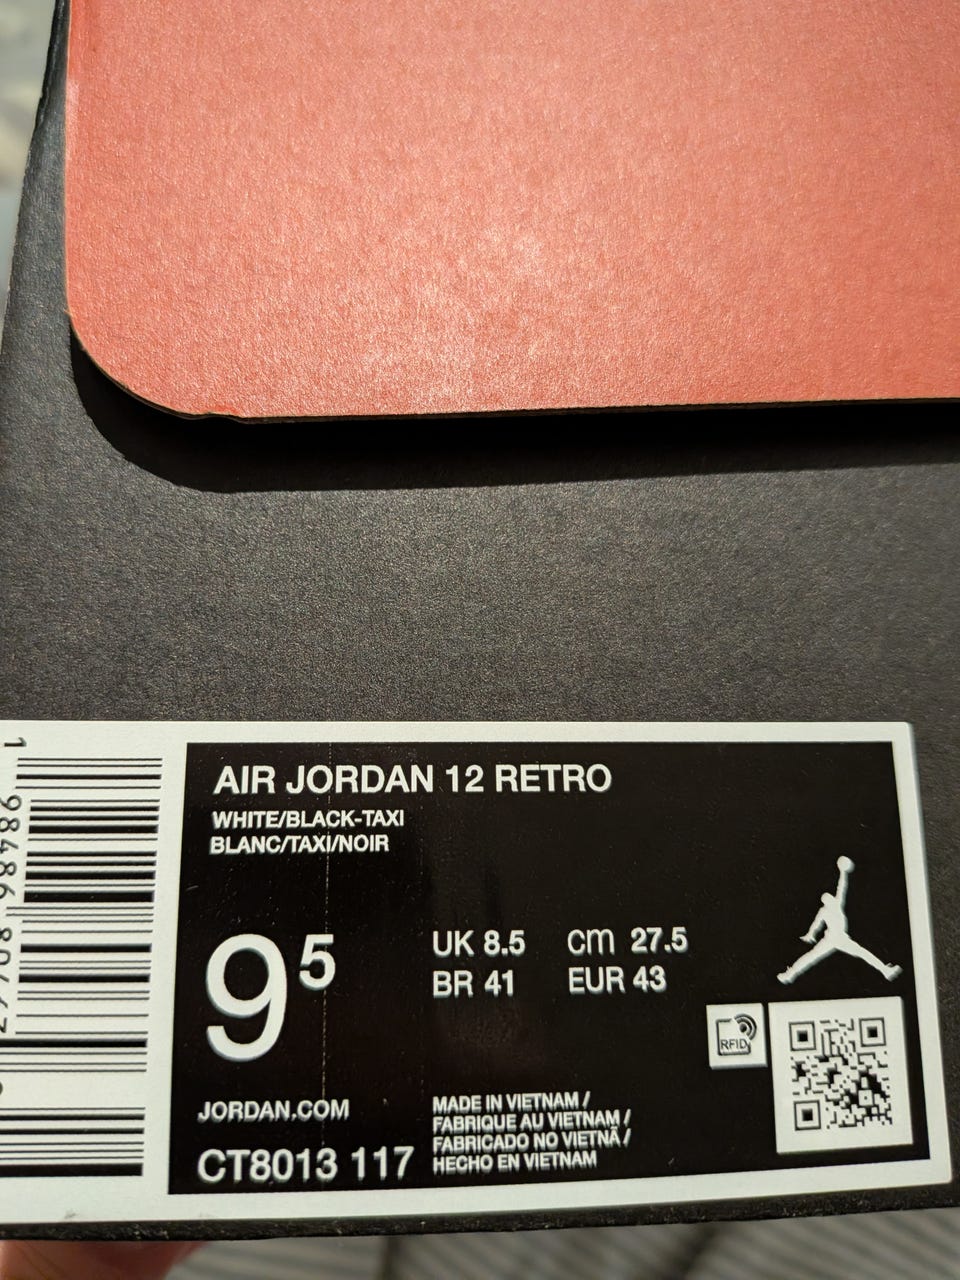 AIR JORDAN 12 RETRO
WHITE/BLACK-TAXI
BLANC/TAXI/NOIR
9 5
UK 8.5 cm 27.5
BR 41 EUR 43
RFID
JORDAN.COM
CT8013 117
MADE IN VIETNAM /
FABRIQUE AU VIETNAM /
FABRICADO NO VIETNÃ /
HECHO EN VIETNAM
1 98486